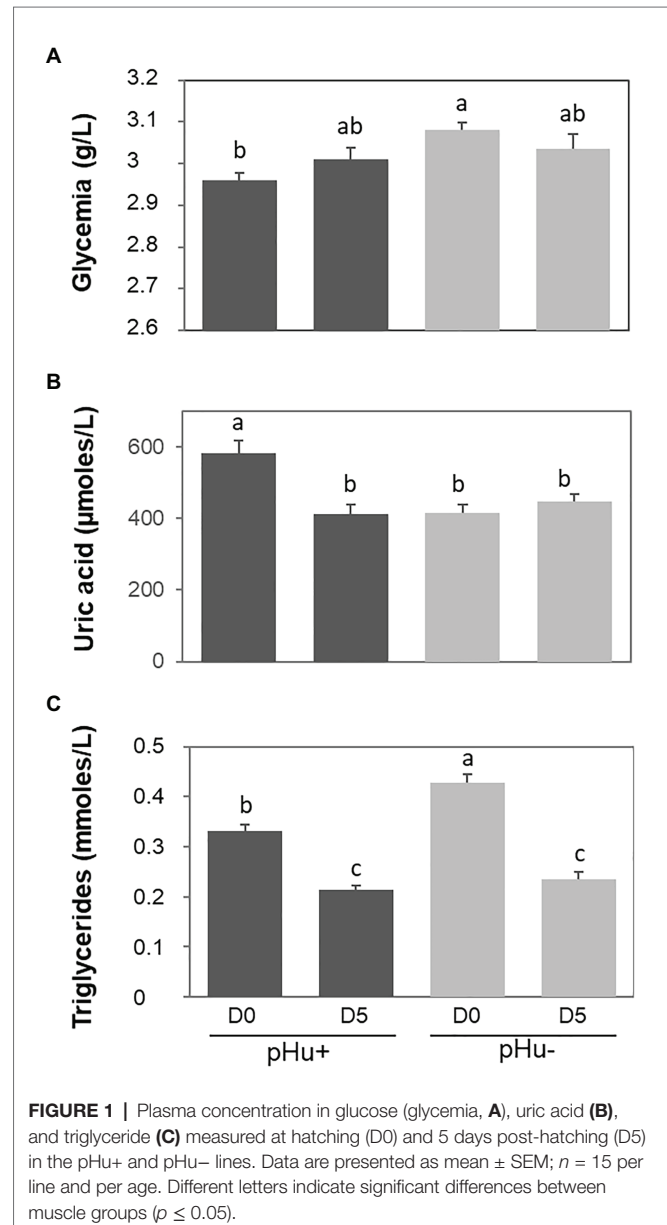 A
Glycemia (g/L)
3.2
3.1
3
2.9
2.8
2.7
2.6
b
ab
a
ab
B
Uric acid (µmoles/L)
600
400
200
0
a
b
b
b
C
Triglycerides (mmoles/L)
0.5
0.4
0.3
0.2
0.1
0
b
c
a
c
D0 D5 D0 D5
pHu+ pHu-
FIGURE 1 | Plasma concentration in glucose (glycemia, A), uric acid (B),
and triglyceride (C) measured at hatching (D0) and 5 days post-hatching (D5)
in the pHu+ and pHu− lines. Data are presented as mean ± SEM; n = 15 per
line and per age. Different letters indicate significant differences between
muscle groups (p ≤ 0.05).